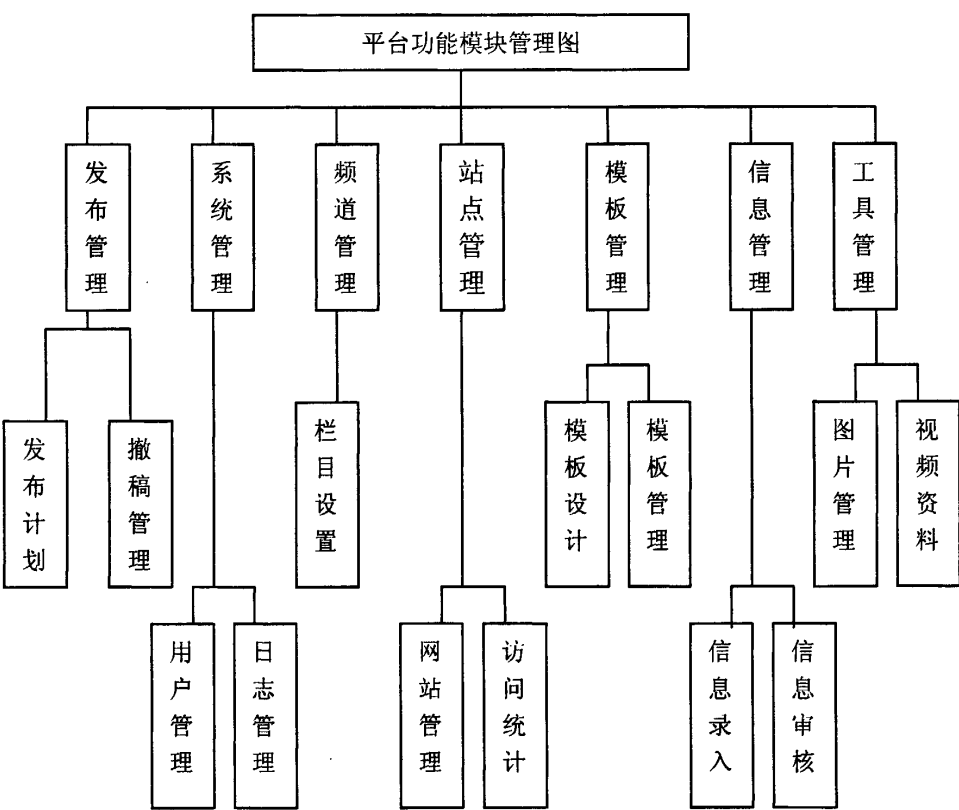 平台功能模块管理图
发布管理
系统管理
频道管理
站点管理
模板管理
信息管理
工具管理
发布计划
撤稿管理
栏目设置
模板设计
模板管理
图片管理
视频资料
用户管理
日志管理
网站管理
访问统计
信息录入
信息审核